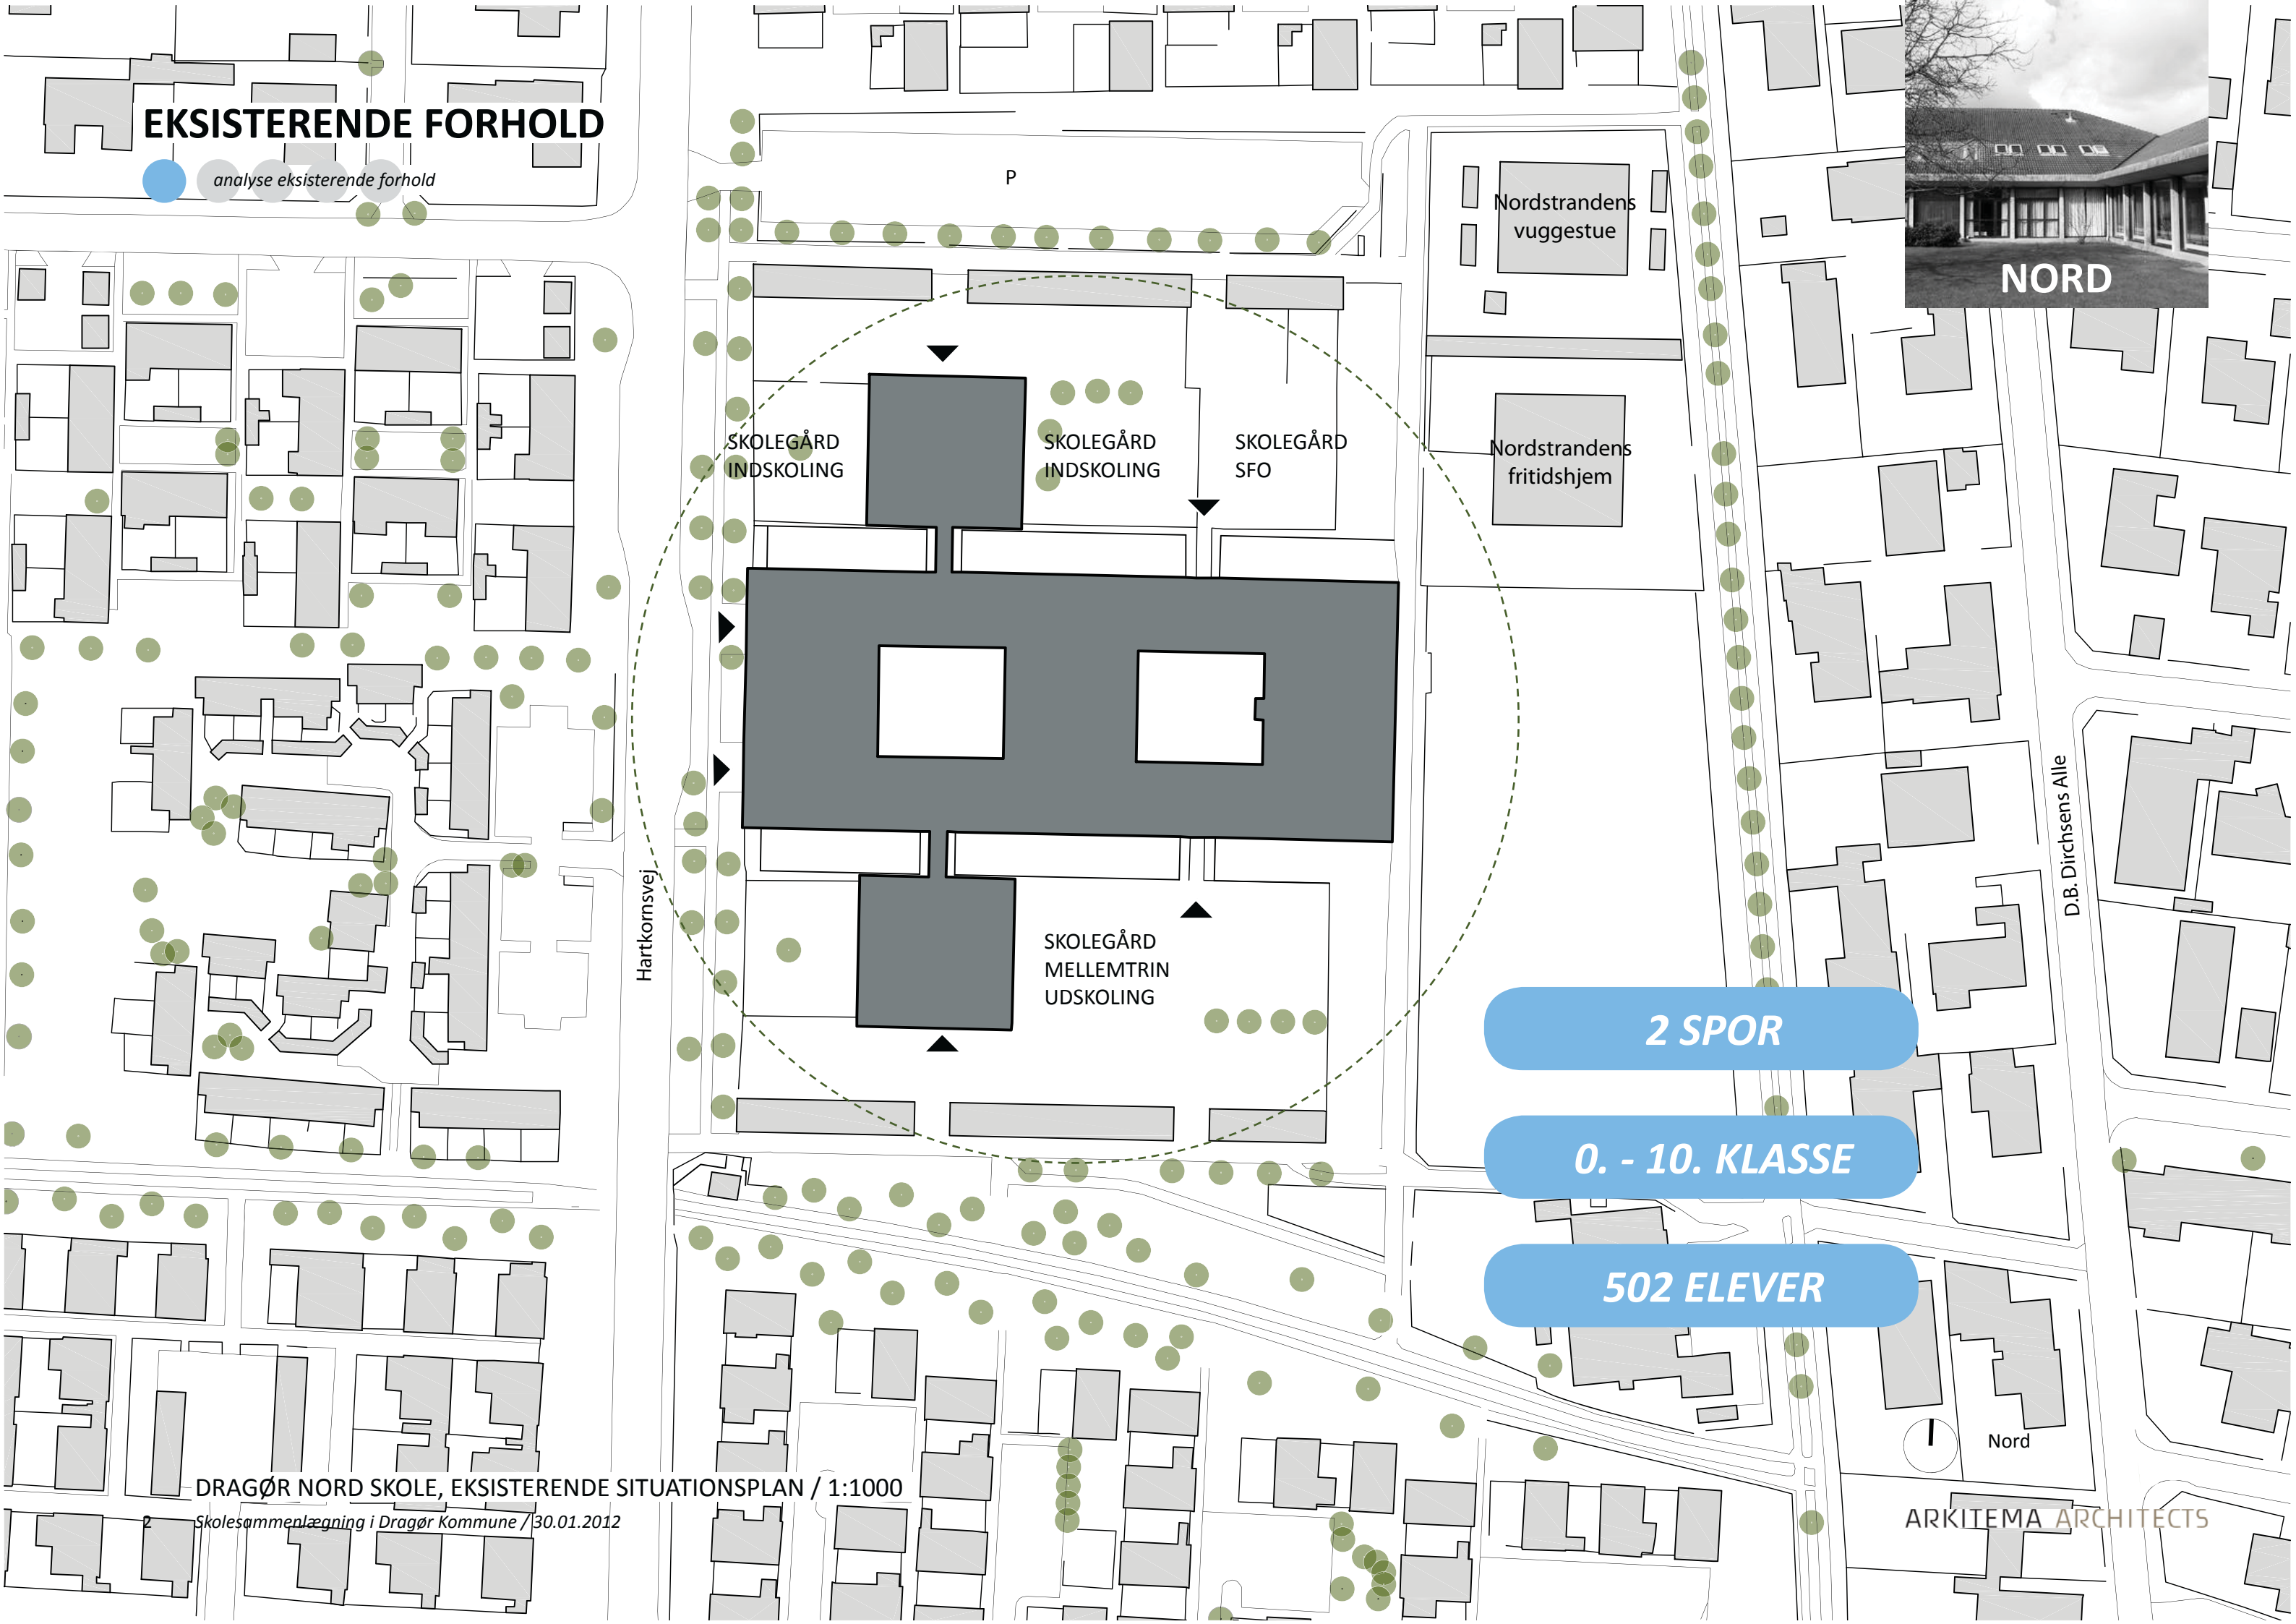 EKSISTERENDE FORHOLD
analyse eksisterende forhold
NORD
P
Nordstrandens
vuggestue
SKOLEGÅRD
INDSKOLING
SKOLEGÅRD
INDSKOLING
SKOLEGÅRD
SFO
Nordstrandens
fritidshjem
Hartkornsvej
D.B. Dirchsens Alle
SKOLEGÅRD
MELLEMTRIN
UDSKOLING
2 SPOR
0. - 10. KLASSE
502 ELEVER
Nord
DRAGØR NORD SKOLE, EKSISTERENDE SITUATIONSPLAN / 1:1000
2 Skolesammenlægning i Dragør Kommune / 30.01.2012
ARKITEMA ARCHITECTS